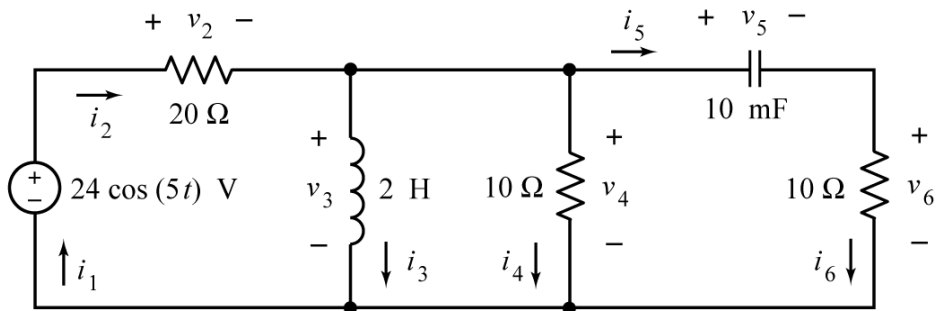 + v2 −
i5
+ v5 −
i2
20 Ω
10 mF
+
−
24 cos (5t) V
+
v3
−
2 H
10 Ω
+
v4
−
10 Ω
+
v6
−
i1
i3
i4
i6